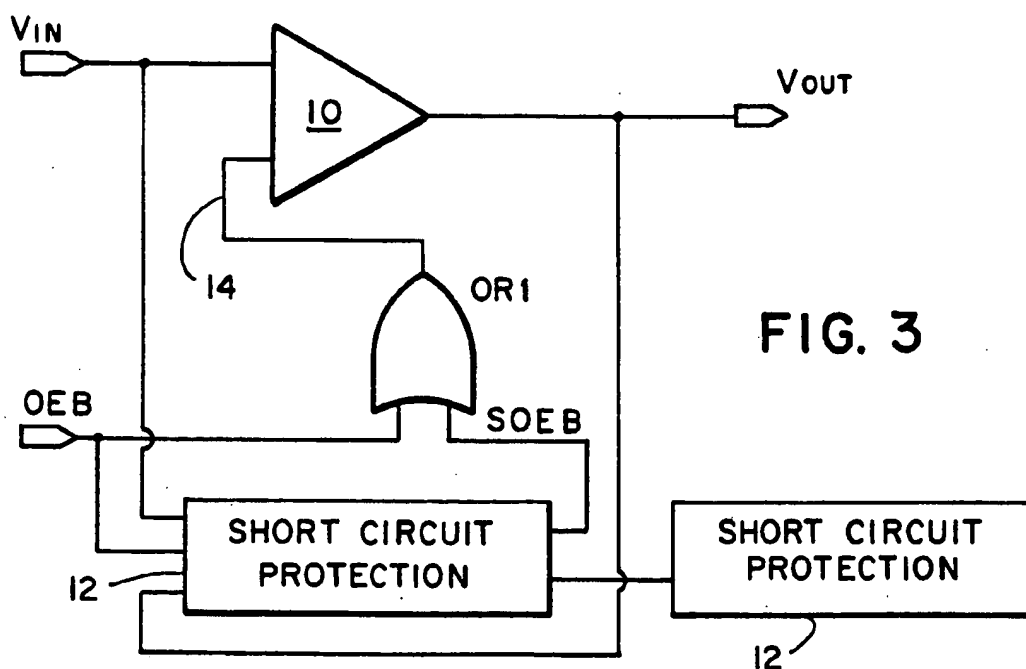 VIN
10
VOUT
14
OR1
FIG. 3
OEB
SOEB
SHORT CIRCUIT
PROTECTION
12
SHORT CIRCUIT
PROTECTION
12